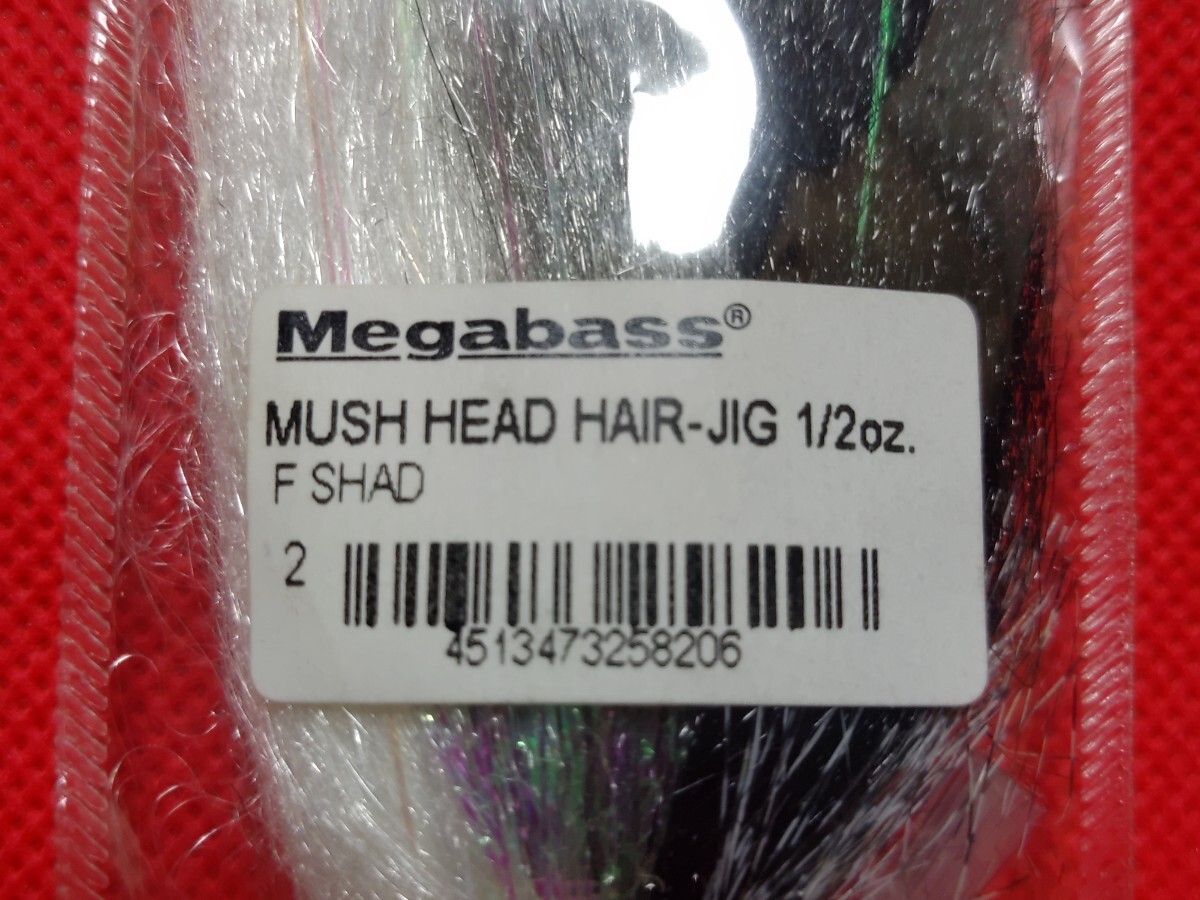 Megabass®
MUSH HEAD HAIR-JIG 1/2oz.
F SHAD
2
4513473258206